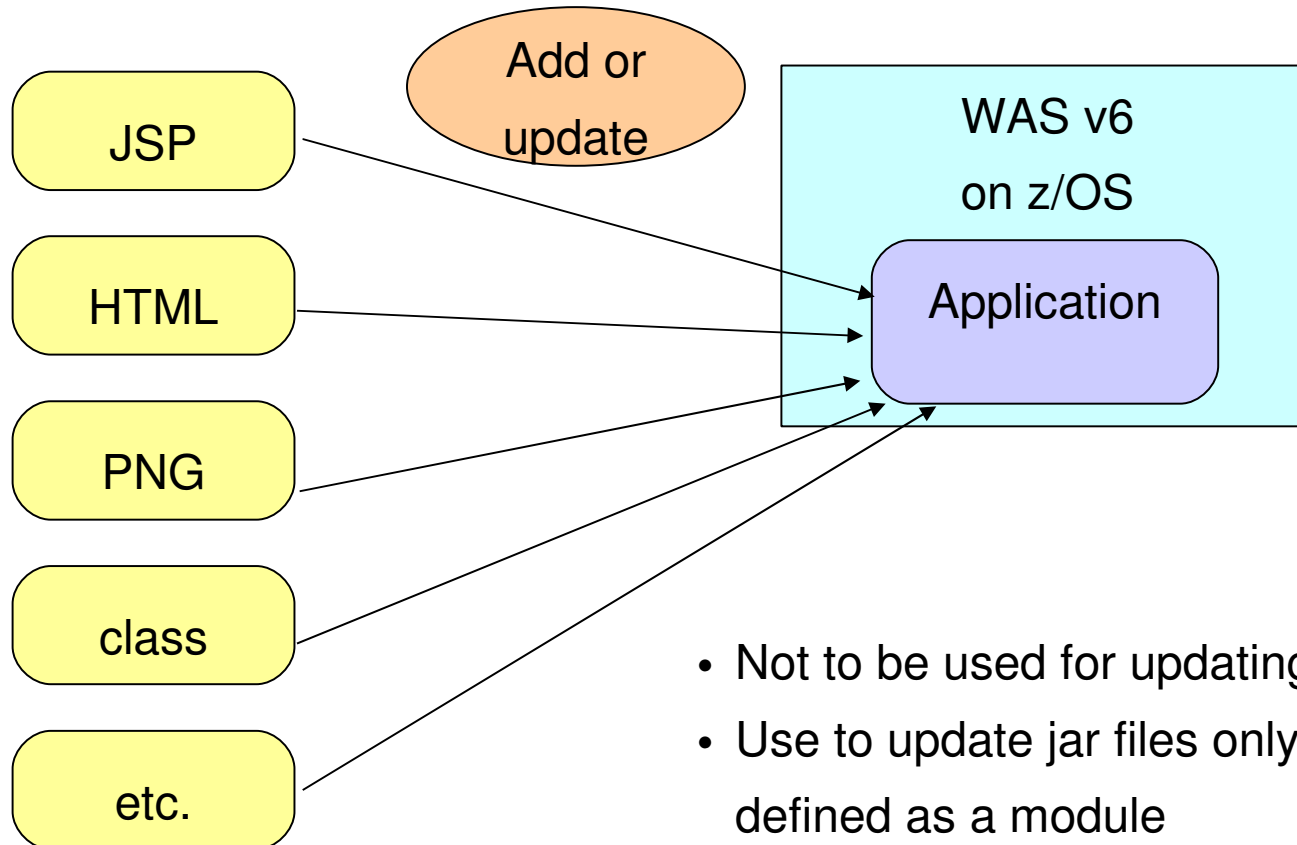 Add or
update
JSP
HTML
PNG
class
etc.
WAS v6
on z/OS
Application
• Not to be used for updating
• Use to update jar files only
defined as a module